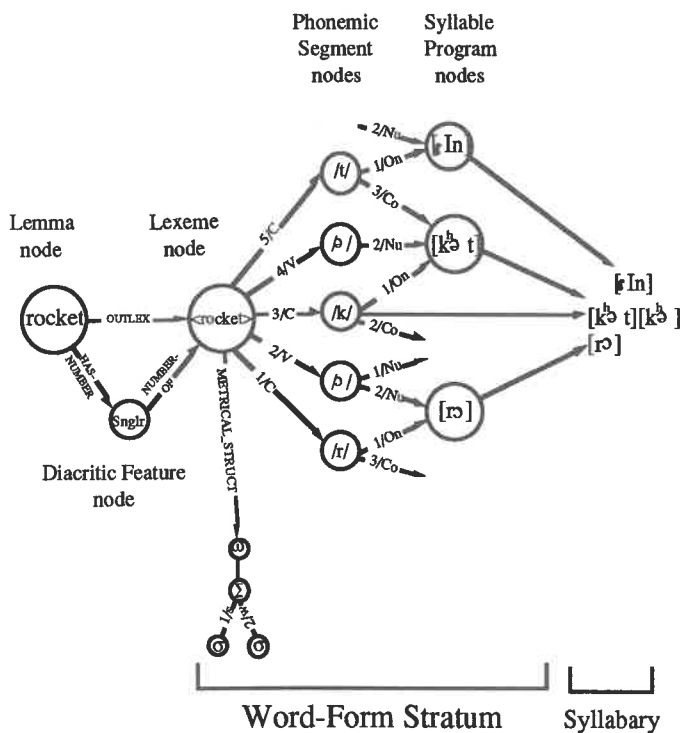 Phonemic
Segment
nodes
Syllable
Program
nodes
Lemma
node
Lexeme
node
2/Nu
1/On
3/Co
/t/
5/C
4/V
2/Nu
[kʰə t]
1/On
rocket
OUTLEX
<rocket>
3/C
/k/
2/Co
[kʰə t][kʰə ]
[rɔ]
HAS-
NUMBER
NUMBER-
OF
Snglr
2/V
1/Nu
2/Nu
[rɔ]
1/C
1/On
/r/
3/Co
METRICAL_STRUCT
Diacritic Feature
node
ω
Σ
1/s
2/w
σ
σ
Word-Form Stratum
Syllabary